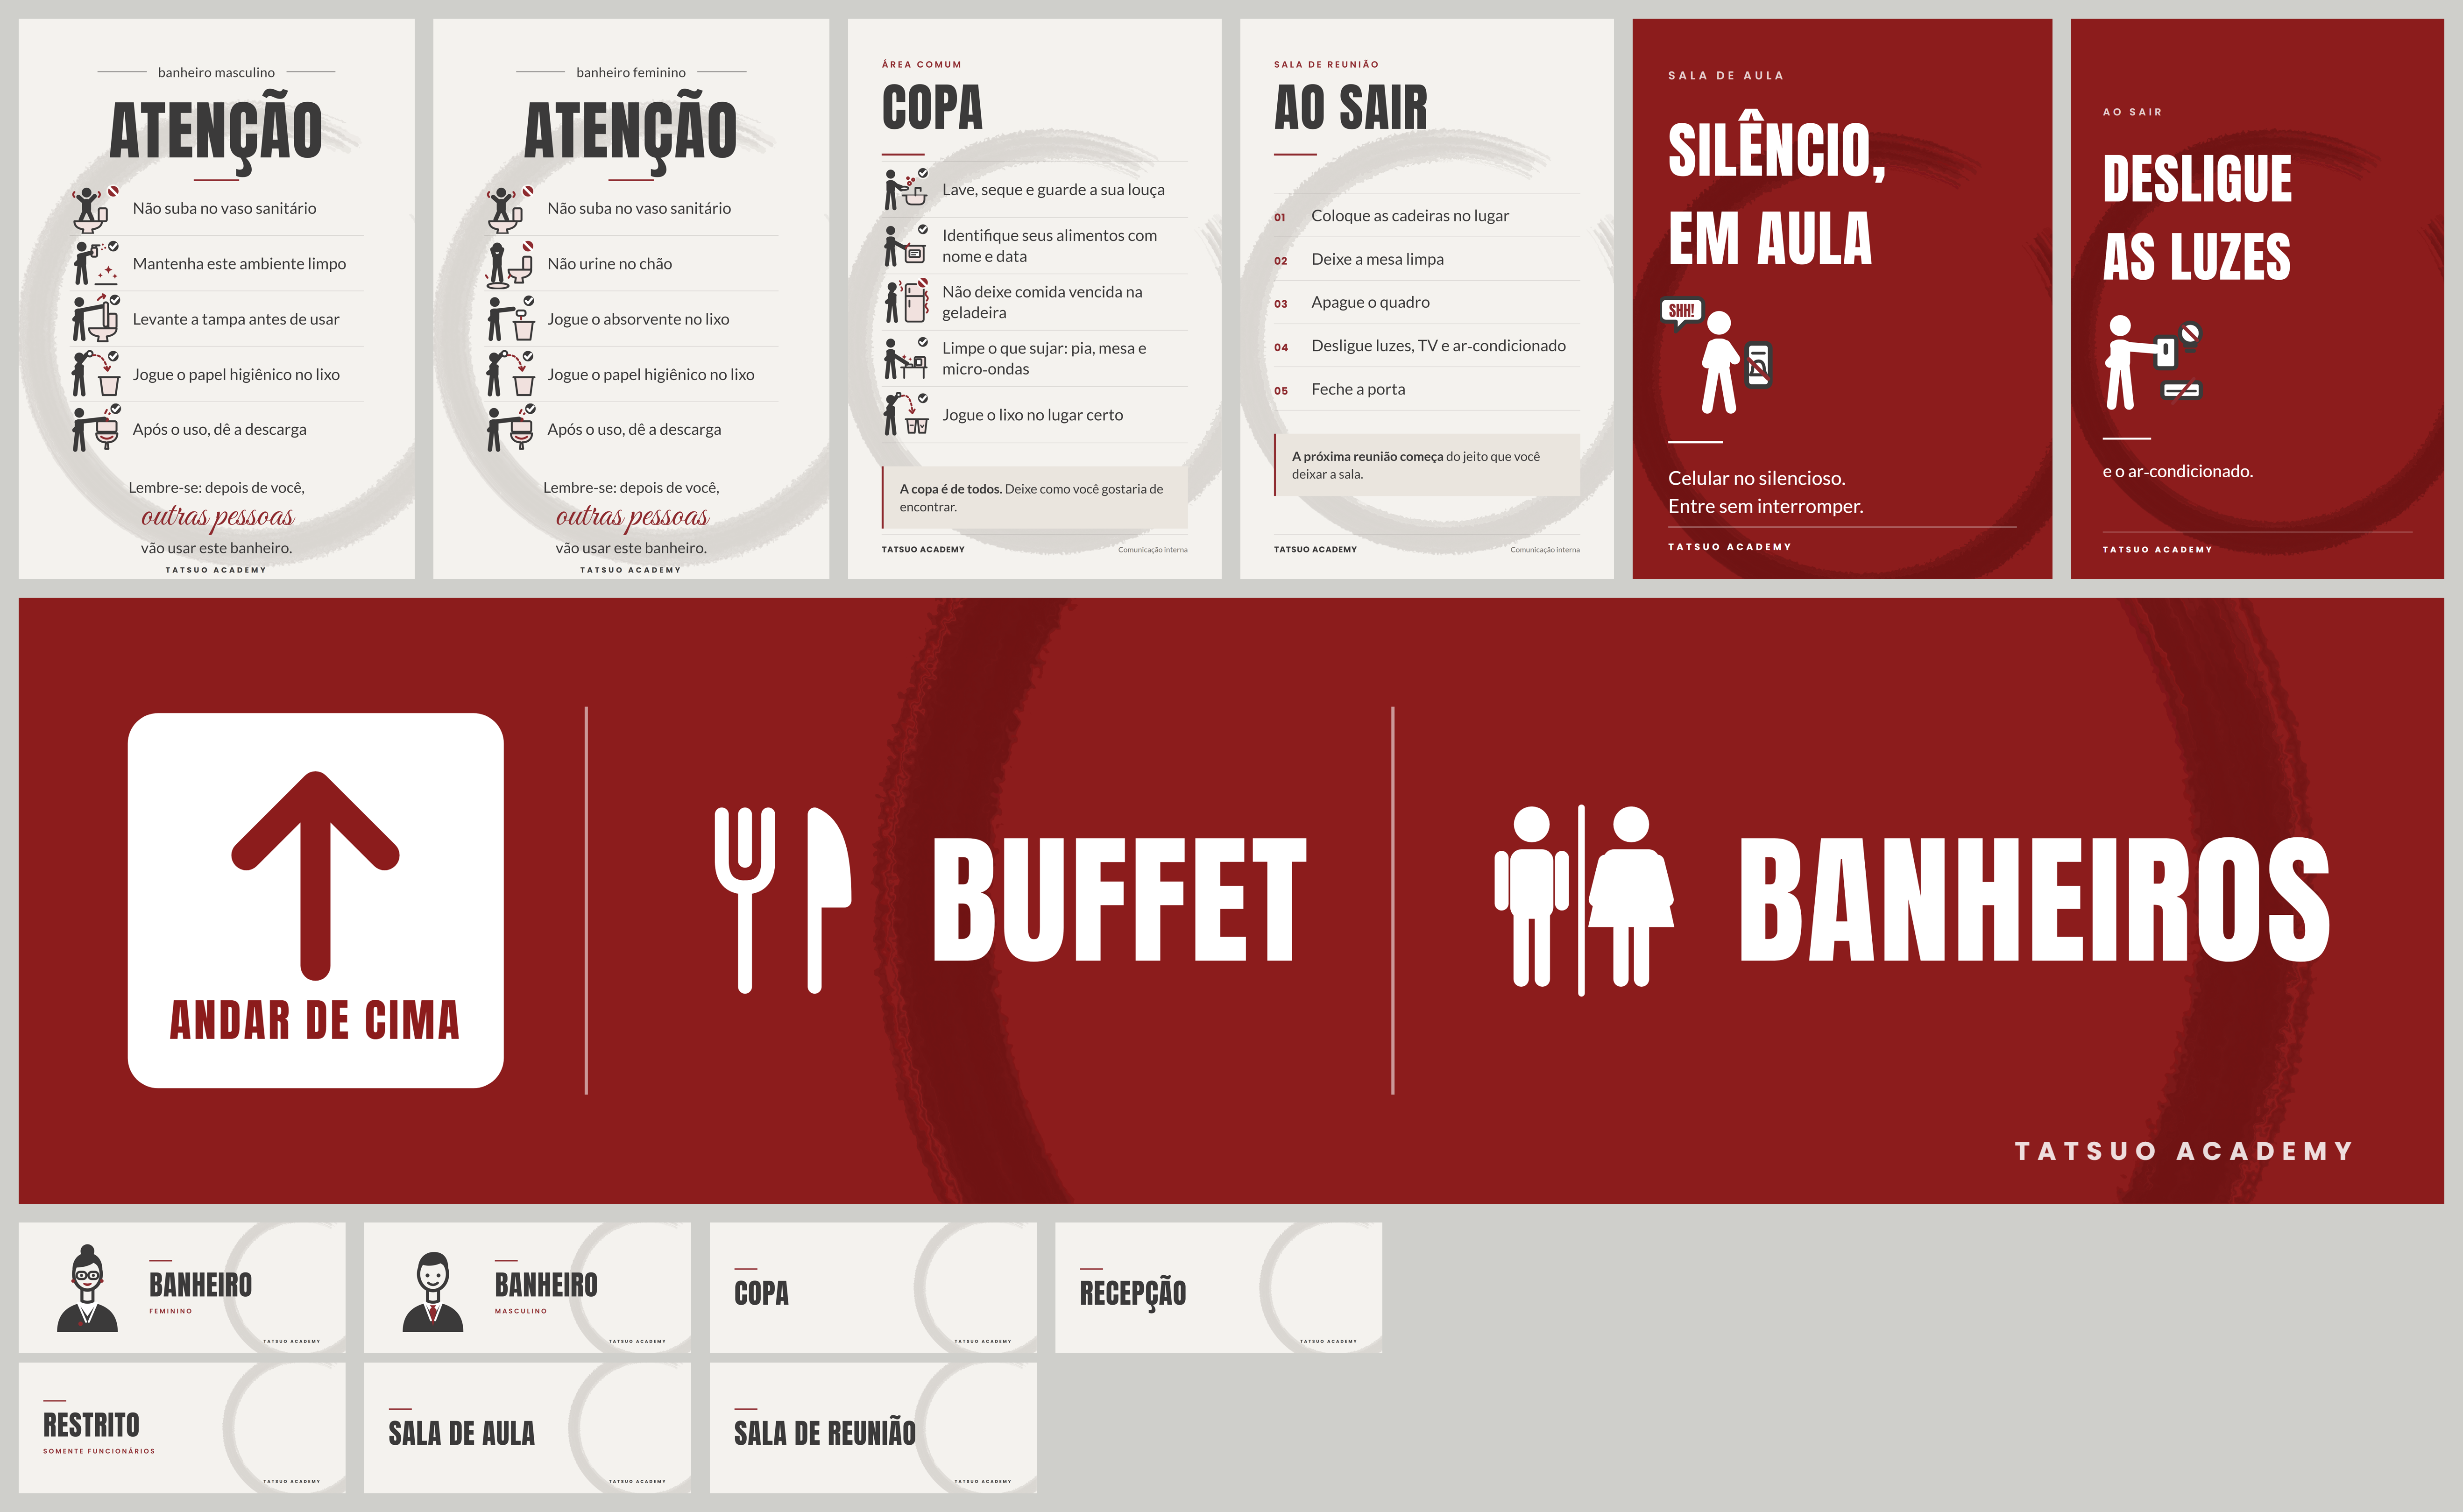 banheiro masculino
ATENÇÃO
Não suba no vaso sanitário
Mantenha este ambiente limpo
Levante a tampa antes de usar
Jogue o papel higiênico no lixo
Após o uso, dê a descarga
Lembre-se: depois de você,
outras pessoas
vão usar este banheiro.
TATSUO ACADEMY
banheiro feminino
ATENÇÃO
Não suba no vaso sanitário
Não urine no chão
Jogue o absorvente no lixo
Jogue o papel higiênico no lixo
Após o uso, dê a descarga
Lembre-se: depois de você,
outras pessoas
vão usar este banheiro.
TATSUO ACADEMY
ÁREA COMUM
COPA
Lave, seque e guarde a sua louça
Identifique seus alimentos com
nome e data
Não deixe comida vencida na
geladeira
Limpe o que sujar: pia, mesa e
micro-ondas
Jogue o lixo no lugar certo
A copa é de todos. Deixe como você gostaria de
encontrar.
TATSUO ACADEMY
Comunicação interna
SALA DE REUNIÃO
AO SAIR
01 Coloque as cadeiras no lugar
02 Deixe a mesa limpa
03 Apague o quadro
04 Desligue luzes, TV e ar-condicionado
05 Feche a porta
A próxima reunião começa do jeito que você
deixar a sala.
TATSUO ACADEMY
Comunicação interna
SALA DE AULA
SILÊNCIO,
EM AULA
SHH!
Celular no silencioso.
Entre sem interromper.
TATSUO ACADEMY
AO SAIR
DESLIGUE
AS LUZES
e o ar-condicionado.
TATSUO ACADEMY
ANDAR DE CIMA
BUFFET
BANHEIROS
TATSUO ACADEMY
BANHEIRO
FEMININO
TATSUO ACADEMY
BANHEIRO
MASCULINO
TATSUO ACADEMY
COPA
TATSUO ACADEMY
RECEPÇÃO
TATSUO ACADEMY
RESTRITO
SOMENTE FUNCIONÁRIOS
TATSUO ACADEMY
SALA DE AULA
TATSUO ACADEMY
SALA DE REUNIÃO
TATSUO ACADEMY